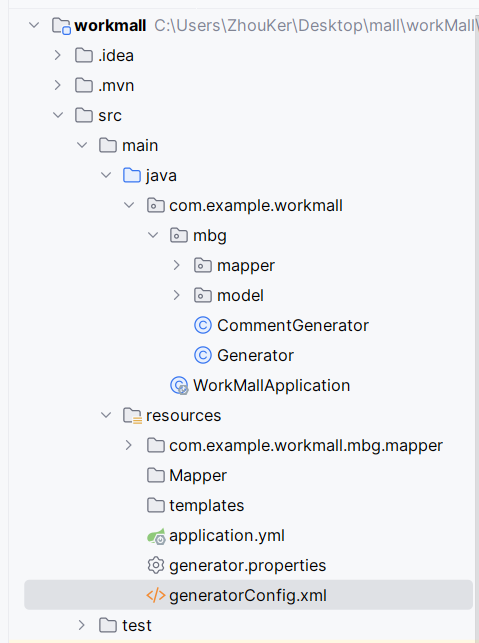 workmall C:\Users\ZhouKer\Desktop\mall\workMall\
.idea
.mvn
src
main
java
com.example.workmall
mbg
mapper
model
CommentGenerator
Generator
WorkMallApplication
resources
com.example.workmall.mbg.mapper
Mapper
templates
application.yml
generator.properties
generatorConfig.xml
test